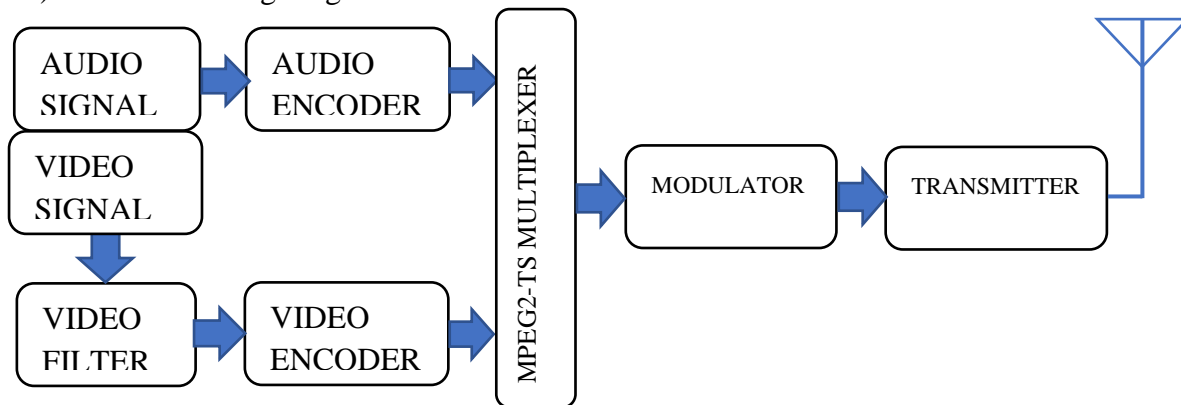 AUDIO
SIGNAL
AUDIO
ENCODER
VIDEO
SIGNAL
VIDEO
FILTER
VIDEO
ENCODER
MPEG2-TS MULTIPLEXER
MODULATOR
TRANSMITTER